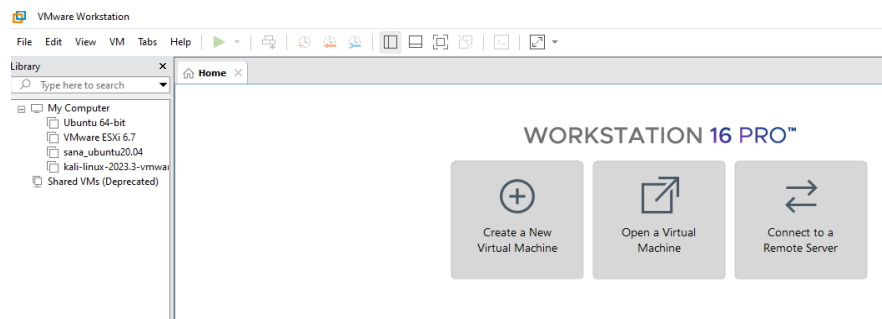 VMware Workstation
File Edit View VM Tabs Help
Library
Home
Type here to search
My Computer
Ubuntu 64-bit
VMware ESXi 6.7
sana_ubuntu20.04
kali-linux-2023.3-vmwar
Shared VMs (Deprecated)
WORKSTATION 16 PRO™
Create a New
Virtual Machine
Open a Virtual
Machine
Connect to a
Remote Server